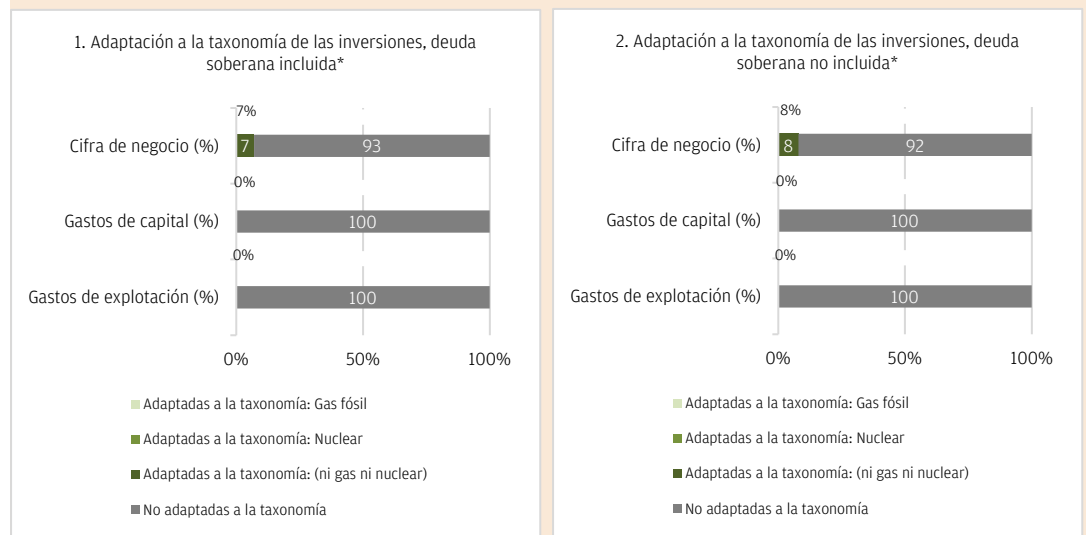 1. Adaptación a la taxonomía de las inversiones, deuda
soberana incluida*
7%
Cifra de negocio (%)
7
93
0%
Gastos de capital (%)
100
0%
Gastos de explotación (%)
100
0%
50%
100%
Adaptadas a la taxonomía: Gas fósil
Adaptadas a la taxonomía: Nuclear
Adaptadas a la taxonomía: (ni gas ni nuclear)
No adaptadas a la taxonomía
2. Adaptación a la taxonomía de las inversiones, deuda
soberana no incluida*
8%
Cifra de negocio (%)
8
92
0%
Gastos de capital (%)
100
0%
Gastos de explotación (%)
100
0%
50%
100%
Adaptadas a la taxonomía: Gas fósil
Adaptadas a la taxonomía: Nuclear
Adaptadas a la taxonomía: (ni gas ni nuclear)
No adaptadas a la taxonomía